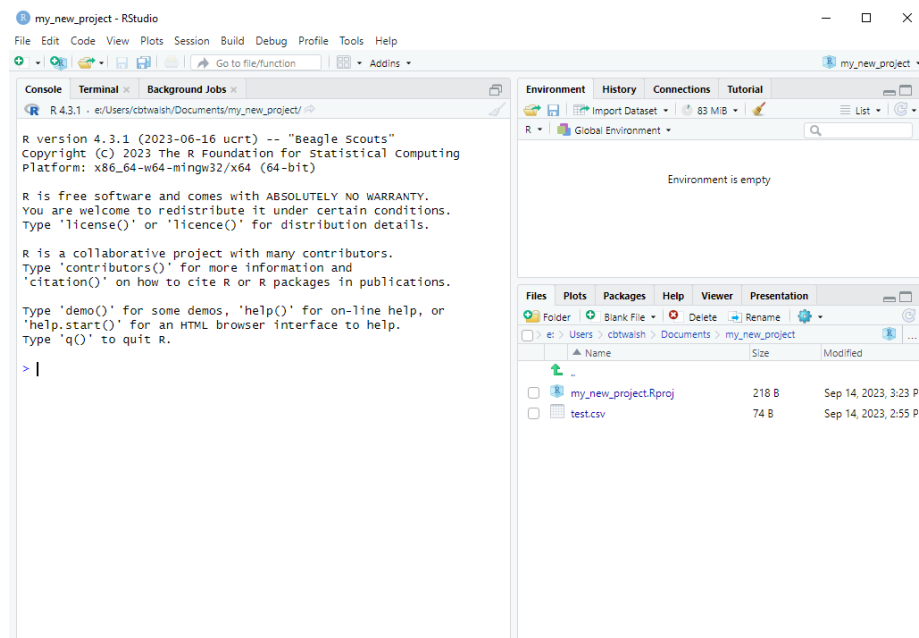 my_new_project - RStudio
File Edit Code View Plots Session Build Debug Profile Tools Help
Go to file/function Addins my_new_project
Console Terminal Background Jobs
R 4.3.1 · e:/Users/cbtwalsh/Documents/my_new_project/
R version 4.3.1 (2023-06-16 ucrt) -- "Beagle Scouts"
Copyright (C) 2023 The R Foundation for Statistical Computing
Platform: x86_64-w64-mingw32/x64 (64-bit)
R is free software and comes with ABSOLUTELY NO WARRANTY.
You are welcome to redistribute it under certain conditions.
Type 'license()' or 'licence()' for distribution details.
R is a collaborative project with many contributors.
Type 'contributors()' for more information and
'citation()' on how to cite R or R packages in publications.
Type 'demo()' for some demos, 'help()' for on-line help, or
'help.start()' for an HTML browser interface to help.
Type 'q()' to quit R.
>
Environment History Connections Tutorial
Import Dataset 83 MiB List
R Global Environment
Environment is empty
Files Plots Packages Help Viewer Presentation
Folder Blank File Delete Rename
e: Users cbtwalsh Documents my_new_project R ...
Name Size Modified
..
my_new_project.Rproj 218 B Sep 14, 2023, 3:23 P
test.csv 74 B Sep 14, 2023, 2:55 P